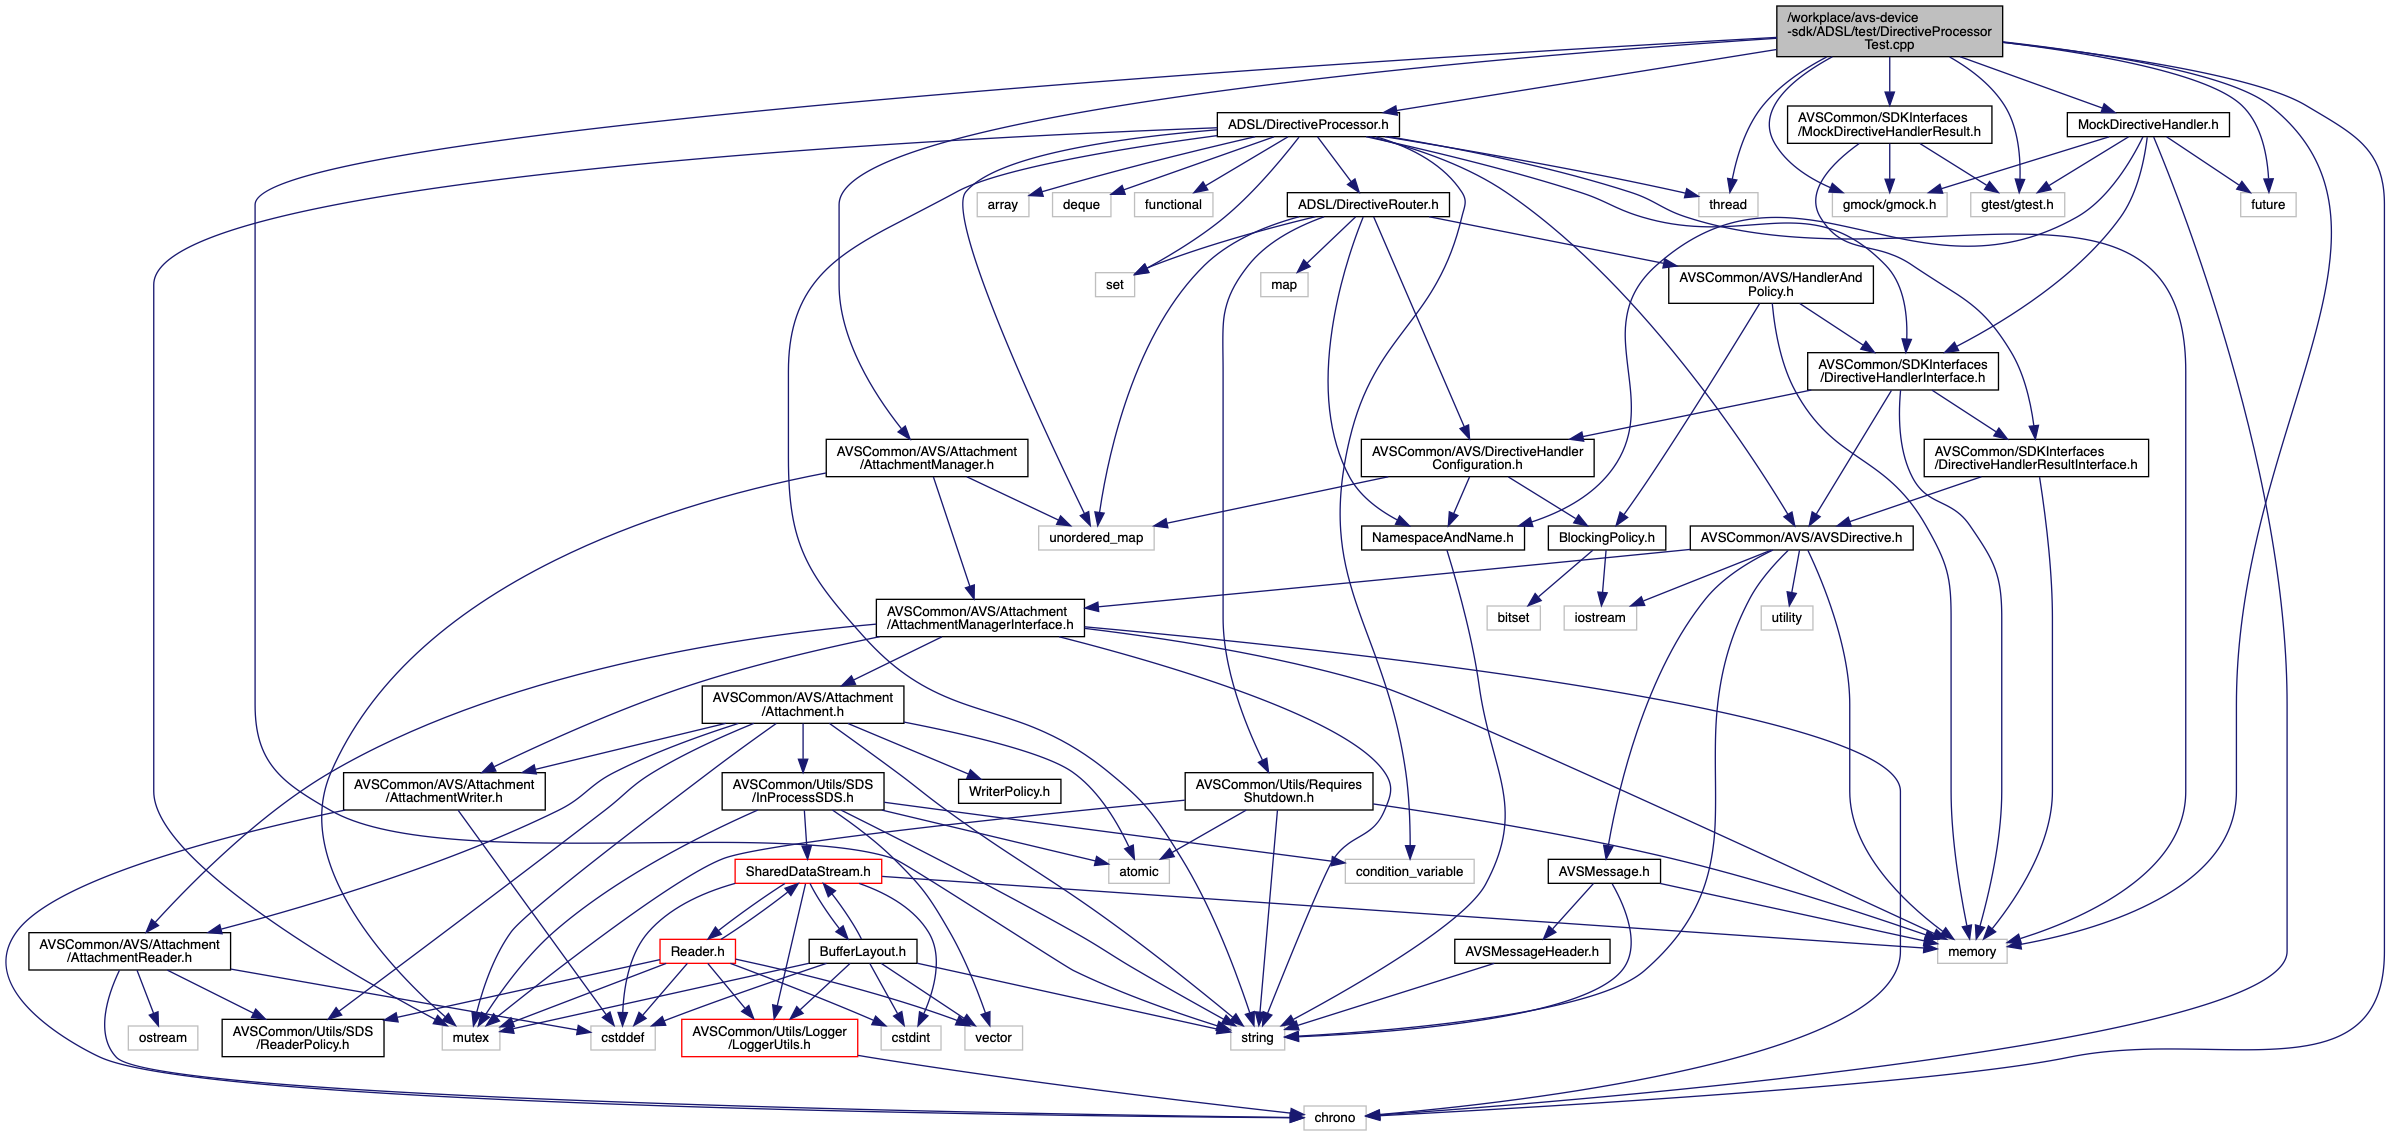 /workplace/avs-device
-sdk/ADSL/test/DirectiveProcessor
Test.cpp
ADSL/DirectiveProcessor.h
AVSCommon/SDKInterfaces
/MockDirectiveHandlerResult.h
MockDirectiveHandler.h
array
deque
functional
ADSL/DirectiveRouter.h
thread
gmock/gmock.h
gtest/gtest.h
future
set
map
AVSCommon/AVS/HandlerAnd
Policy.h
AVSCommon/SDKInterfaces
/DirectiveHandlerInterface.h
AVSCommon/AVS/Attachment
/AttachmentManager.h
AVSCommon/AVS/DirectiveHandler
Configuration.h
AVSCommon/SDKInterfaces
/DirectiveHandlerResultInterface.h
unordered_map
NamespaceAndName.h
BlockingPolicy.h
AVSCommon/AVS/AVSDirective.h
AVSCommon/AVS/Attachment
/AttachmentManagerInterface.h
bitset
iostream
utility
AVSCommon/AVS/Attachment
/Attachment.h
AVSCommon/AVS/Attachment
/AttachmentWriter.h
AVSCommon/Utils/SDS
/InProcessSDS.h
WriterPolicy.h
AVSCommon/Utils/Requires
Shutdown.h
SharedDataStream.h
atomic
condition_variable
AVSMessage.h
AVSCommon/AVS/Attachment
/AttachmentReader.h
Reader.h
BufferLayout.h
AVSMessageHeader.h
memory
ostream
AVSCommon/Utils/SDS
/ReaderPolicy.h
mutex
cstddef
AVSCommon/Utils/Logger
/LoggerUtils.h
cstdint
vector
string
chrono